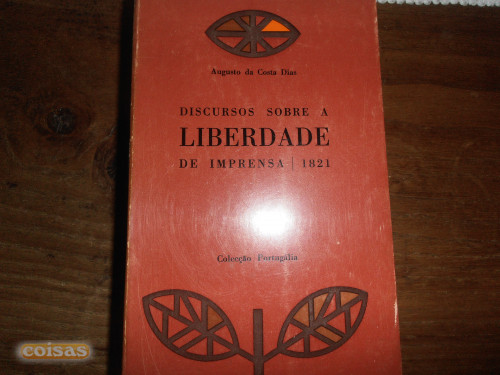 Augusto da Costa Dias
DISCURSOS SOBRE A
LIBERDADE
DE IMPRENSA | 1821
Colecção Portugália
coisas